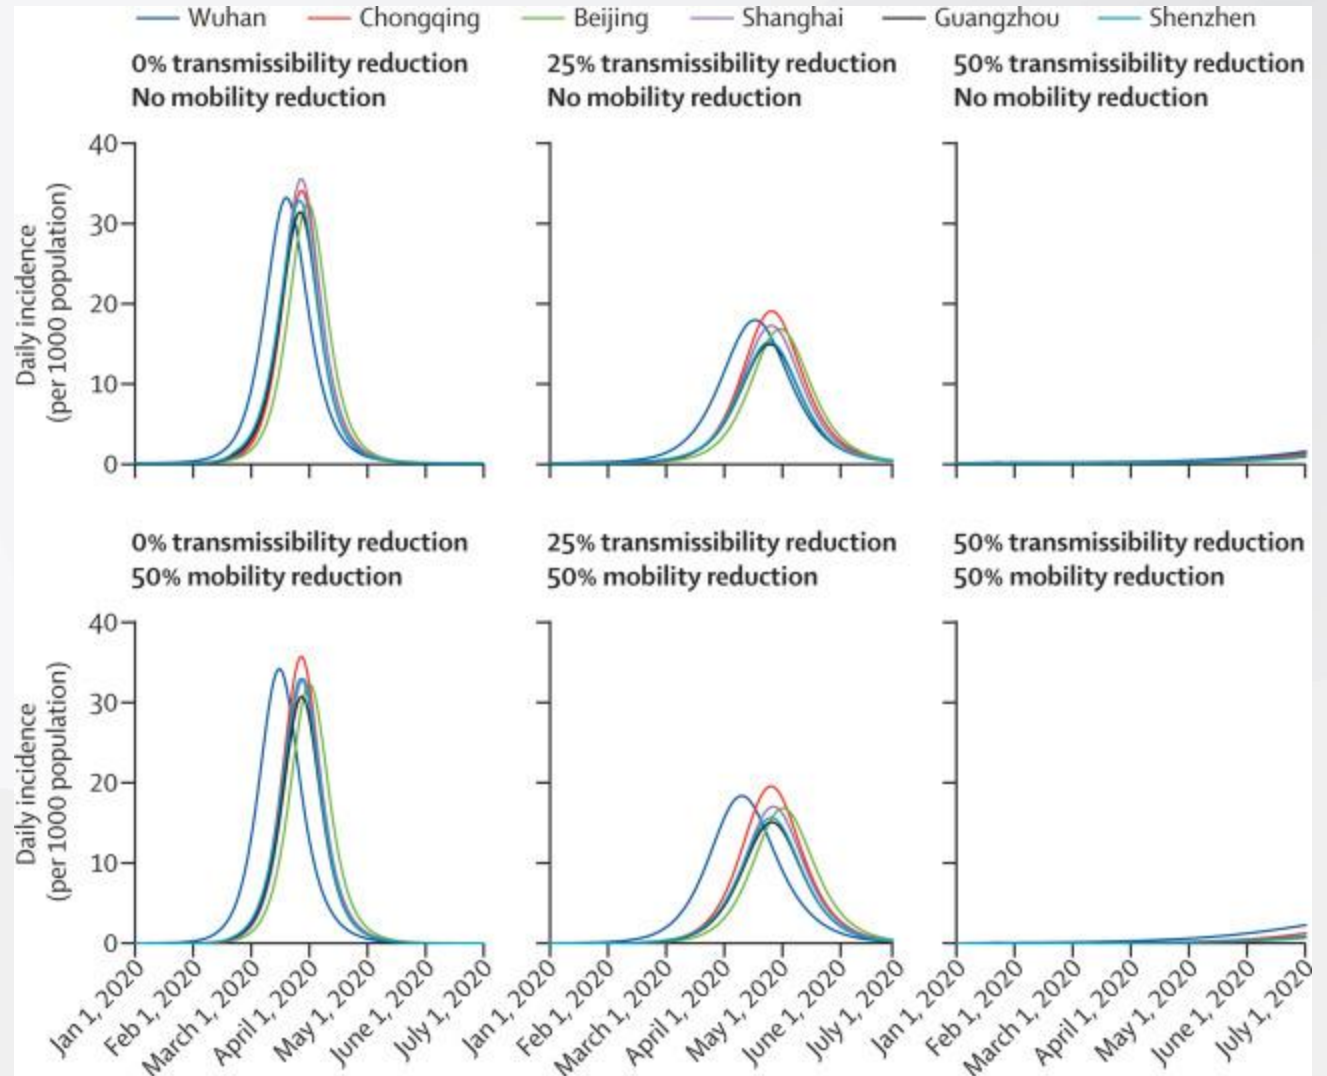 Wuhan Chongqing Beijing Shanghai Guangzhou Shenzhen
0% transmissibility reduction
No mobility reduction
25% transmissibility reduction
No mobility reduction
50% transmissibility reduction
No mobility reduction
Daily incidence
(per 1000 population)
40
30
20
10
0
0% transmissibility reduction
50% mobility reduction
25% transmissibility reduction
50% mobility reduction
50% transmissibility reduction
50% mobility reduction
Daily incidence
(per 1000 population)
40
30
20
10
0
Jan 1, 2020
Feb 1, 2020
March 1, 2020
April 1, 2020
May 1, 2020
June 1, 2020
July 1, 2020
Jan 1, 2020
Feb 1, 2020
March 1, 2020
April 1, 2020
May 1, 2020
June 1, 2020
July 1, 2020
Jan 1, 2020
Feb 1, 2020
March 1, 2020
April 1, 2020
May 1, 2020
June 1, 2020
July 1, 2020